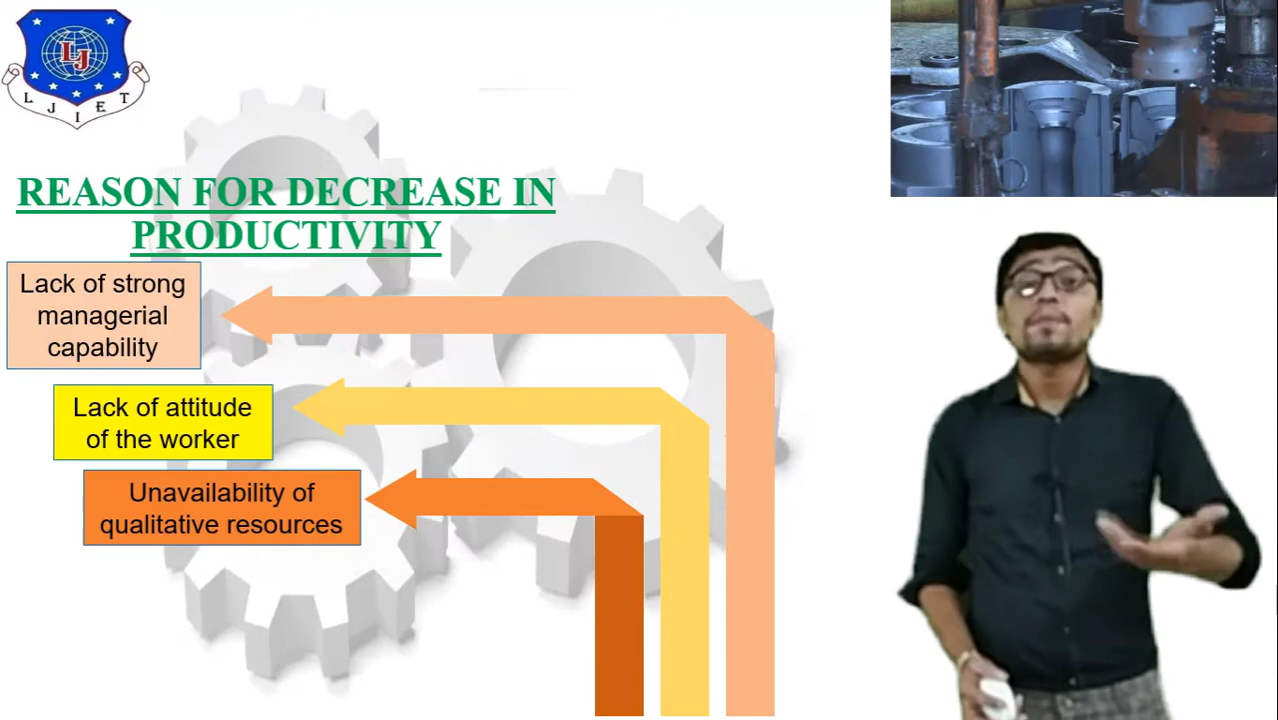 LJ
LJIET
REASON FOR DECREASE IN
PRODUCTIVITY
Lack of strong
managerial
capability
Lack of attitude
of the worker
Unavailability of
qualitative resources